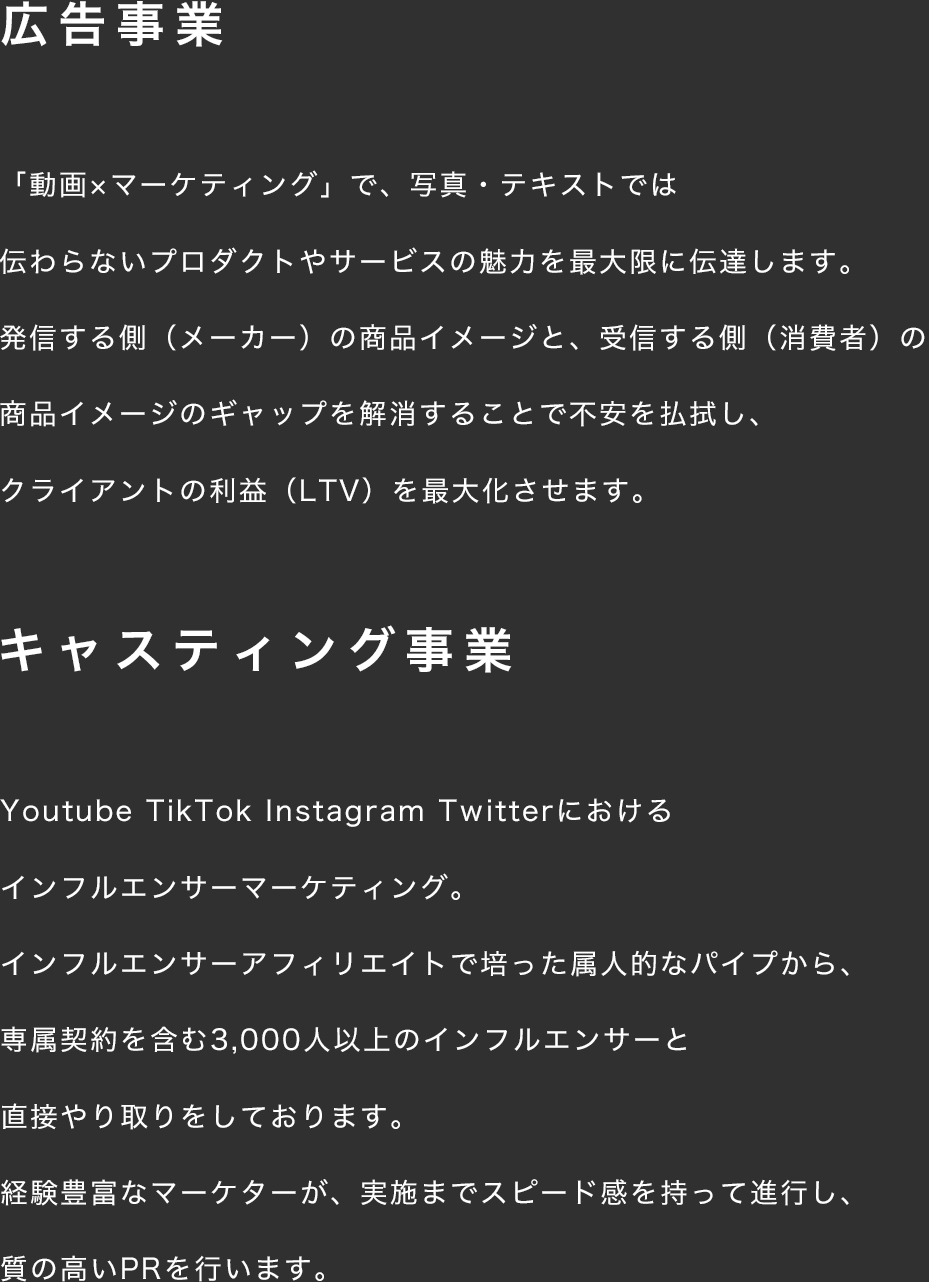 広告事業
「動画×マーケティング」で、写真・テキストでは
伝わらないプロダクトやサービスの魅力を最大限に伝達します。
発信する側（メーカー）の商品イメージと、受信する側（消費者）の
商品イメージのギャップを解消することで不安を払拭し、
クライアントの利益（LTV）を最大化させます。
キャスティング事業
Youtube TikTok Instagram Twitterにおける
インフルエンサーマーケティング。
インフルエンサーアフィリエイトで培った属人的なパイプから、
専属契約を含む3,000人以上のインフルエンサーと
直接やり取りをしております。
経験豊富なマーケターが、実施までスピード感を持って進行し、
質の高いPRを行います。